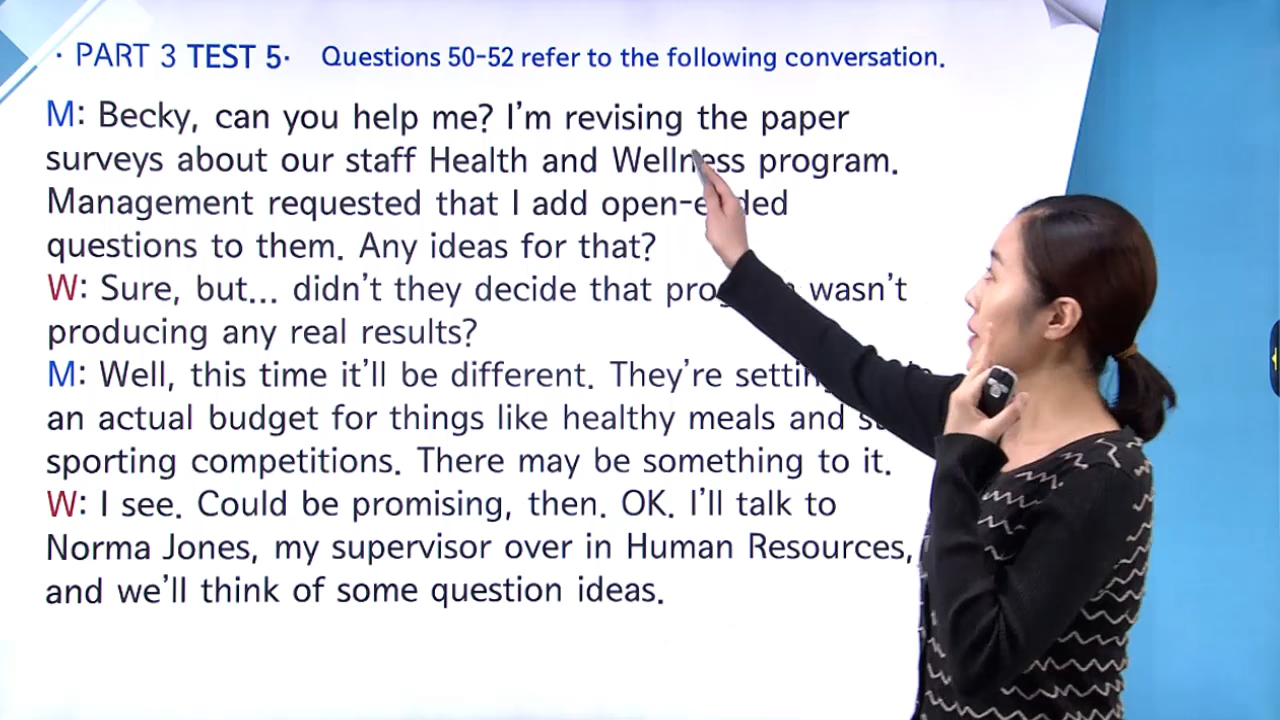 · PART 3 TEST 5· Questions 50-52 refer to the following conversation.
M: Becky, can you help me? I'm revising the paper
surveys about our staff Health and Wellness program.
Management requested that I add open-ended
questions to them. Any ideas for that?
W: Sure, but... didn't they decide that program wasn't
producing any real results?
M: Well, this time it'll be different. They're setting
an actual budget for things like healthy meals and
sporting competitions. There may be something to it.
W: I see. Could be promising, then. OK. I'll talk to
Norma Jones, my supervisor over in Human Resources,
and we'll think of some question ideas.